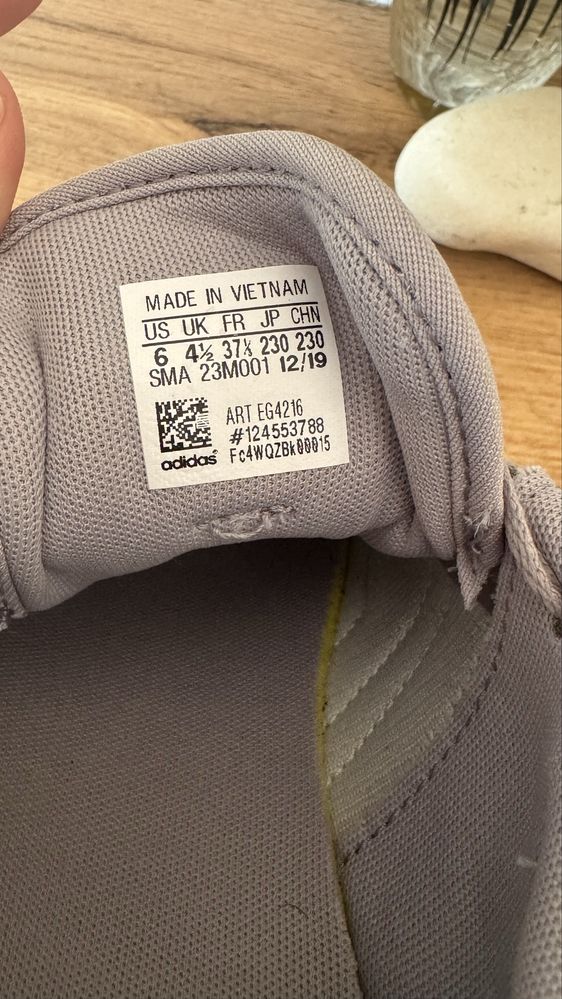 MADE IN VIETNAM
US UK FR JP CHN
6 4½ 37⅓ 230 230
SMA 23M001 12/19
ART EG4216
#124553788
Fc4WQZBk00015
adidas